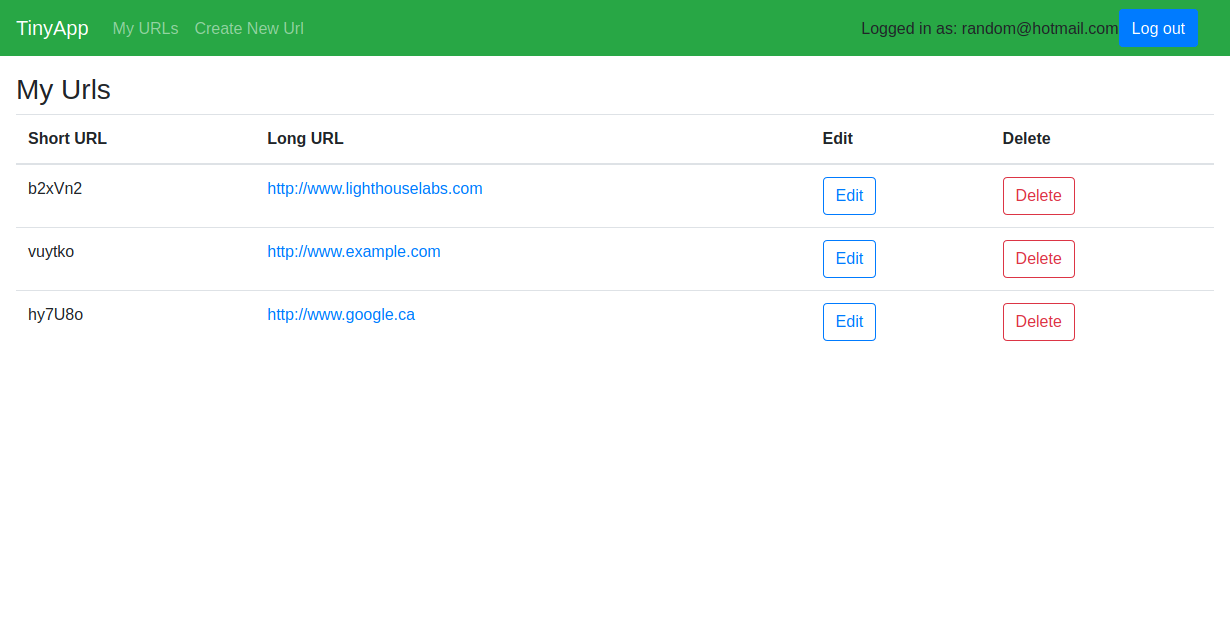 TinyApp My URLs Create New Url Logged in as: random@hotmail.com Log out
My Urls
Short URL Long URL Edit Delete
b2xVn2 http://www.lighthouselabs.com Edit Delete
vuytko http://www.example.com Edit Delete
hy7U8o http://www.google.ca Edit Delete